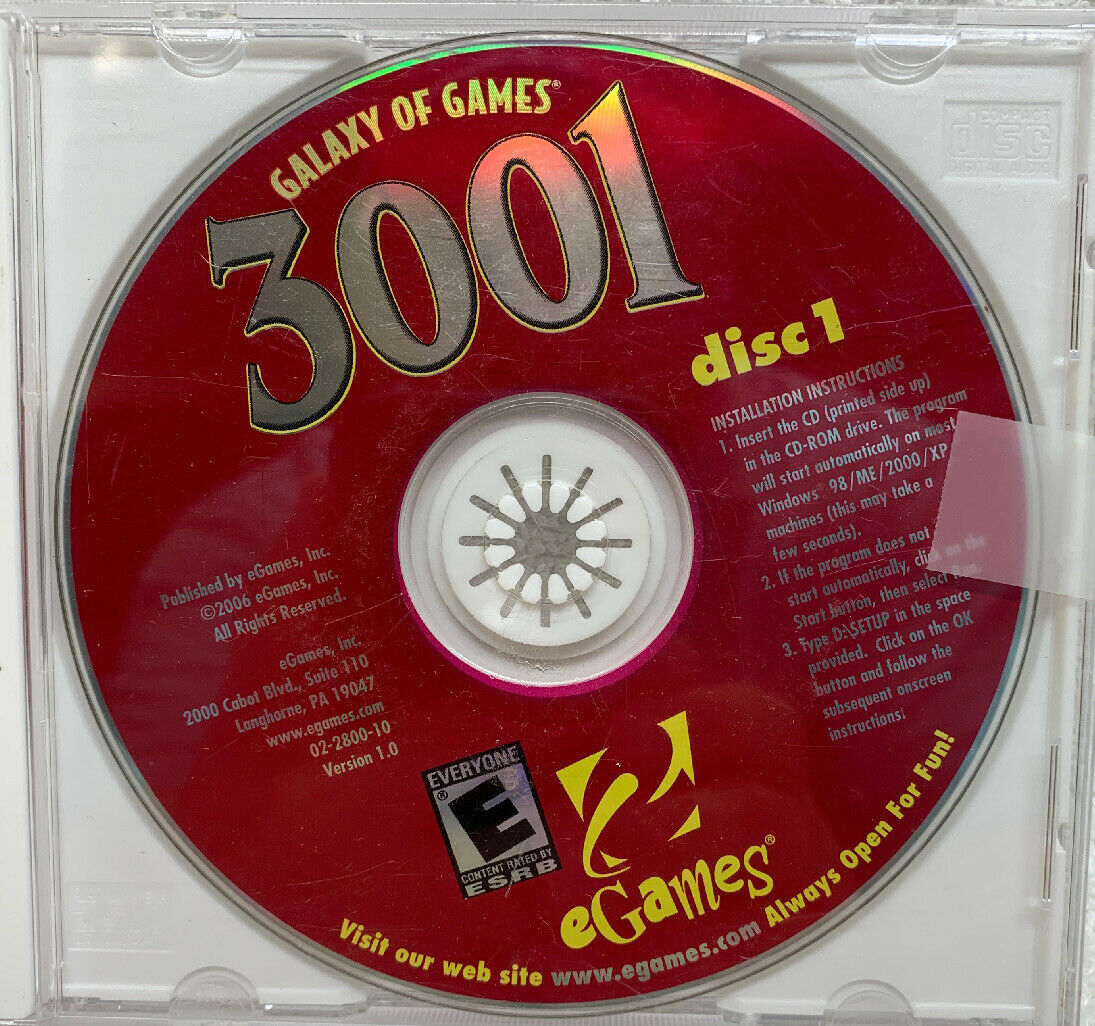 GALAXY OF GAMES®
3001
disc 1
INSTALLATION INSTRUCTIONS
1. Insert the CD (printed side up)
in the CD-ROM drive. The program
will start automatically on most
Windows® 98/ME/2000/XP
machines (this may take a
few seconds).
2. If the program does not
start automatically, click on the
Start button, then select Run.
3. Type D:\SETUP in the space
provided. Click on the OK
button and follow the
subsequent onscreen
instructions.
Published by eGames, Inc.
©2006 eGames, Inc.
All Rights Reserved.
eGames, Inc.
2000 Cabot Blvd., Suite 110
Langhorne, PA 19047
www.egames.com
02-2800-10
Version 1.0
EVERYONE
E®
CONTENT RATED BY
ESRB
eGames®
Visit our web site www.egames.com Always Open For Fun!
COMPACT
disc